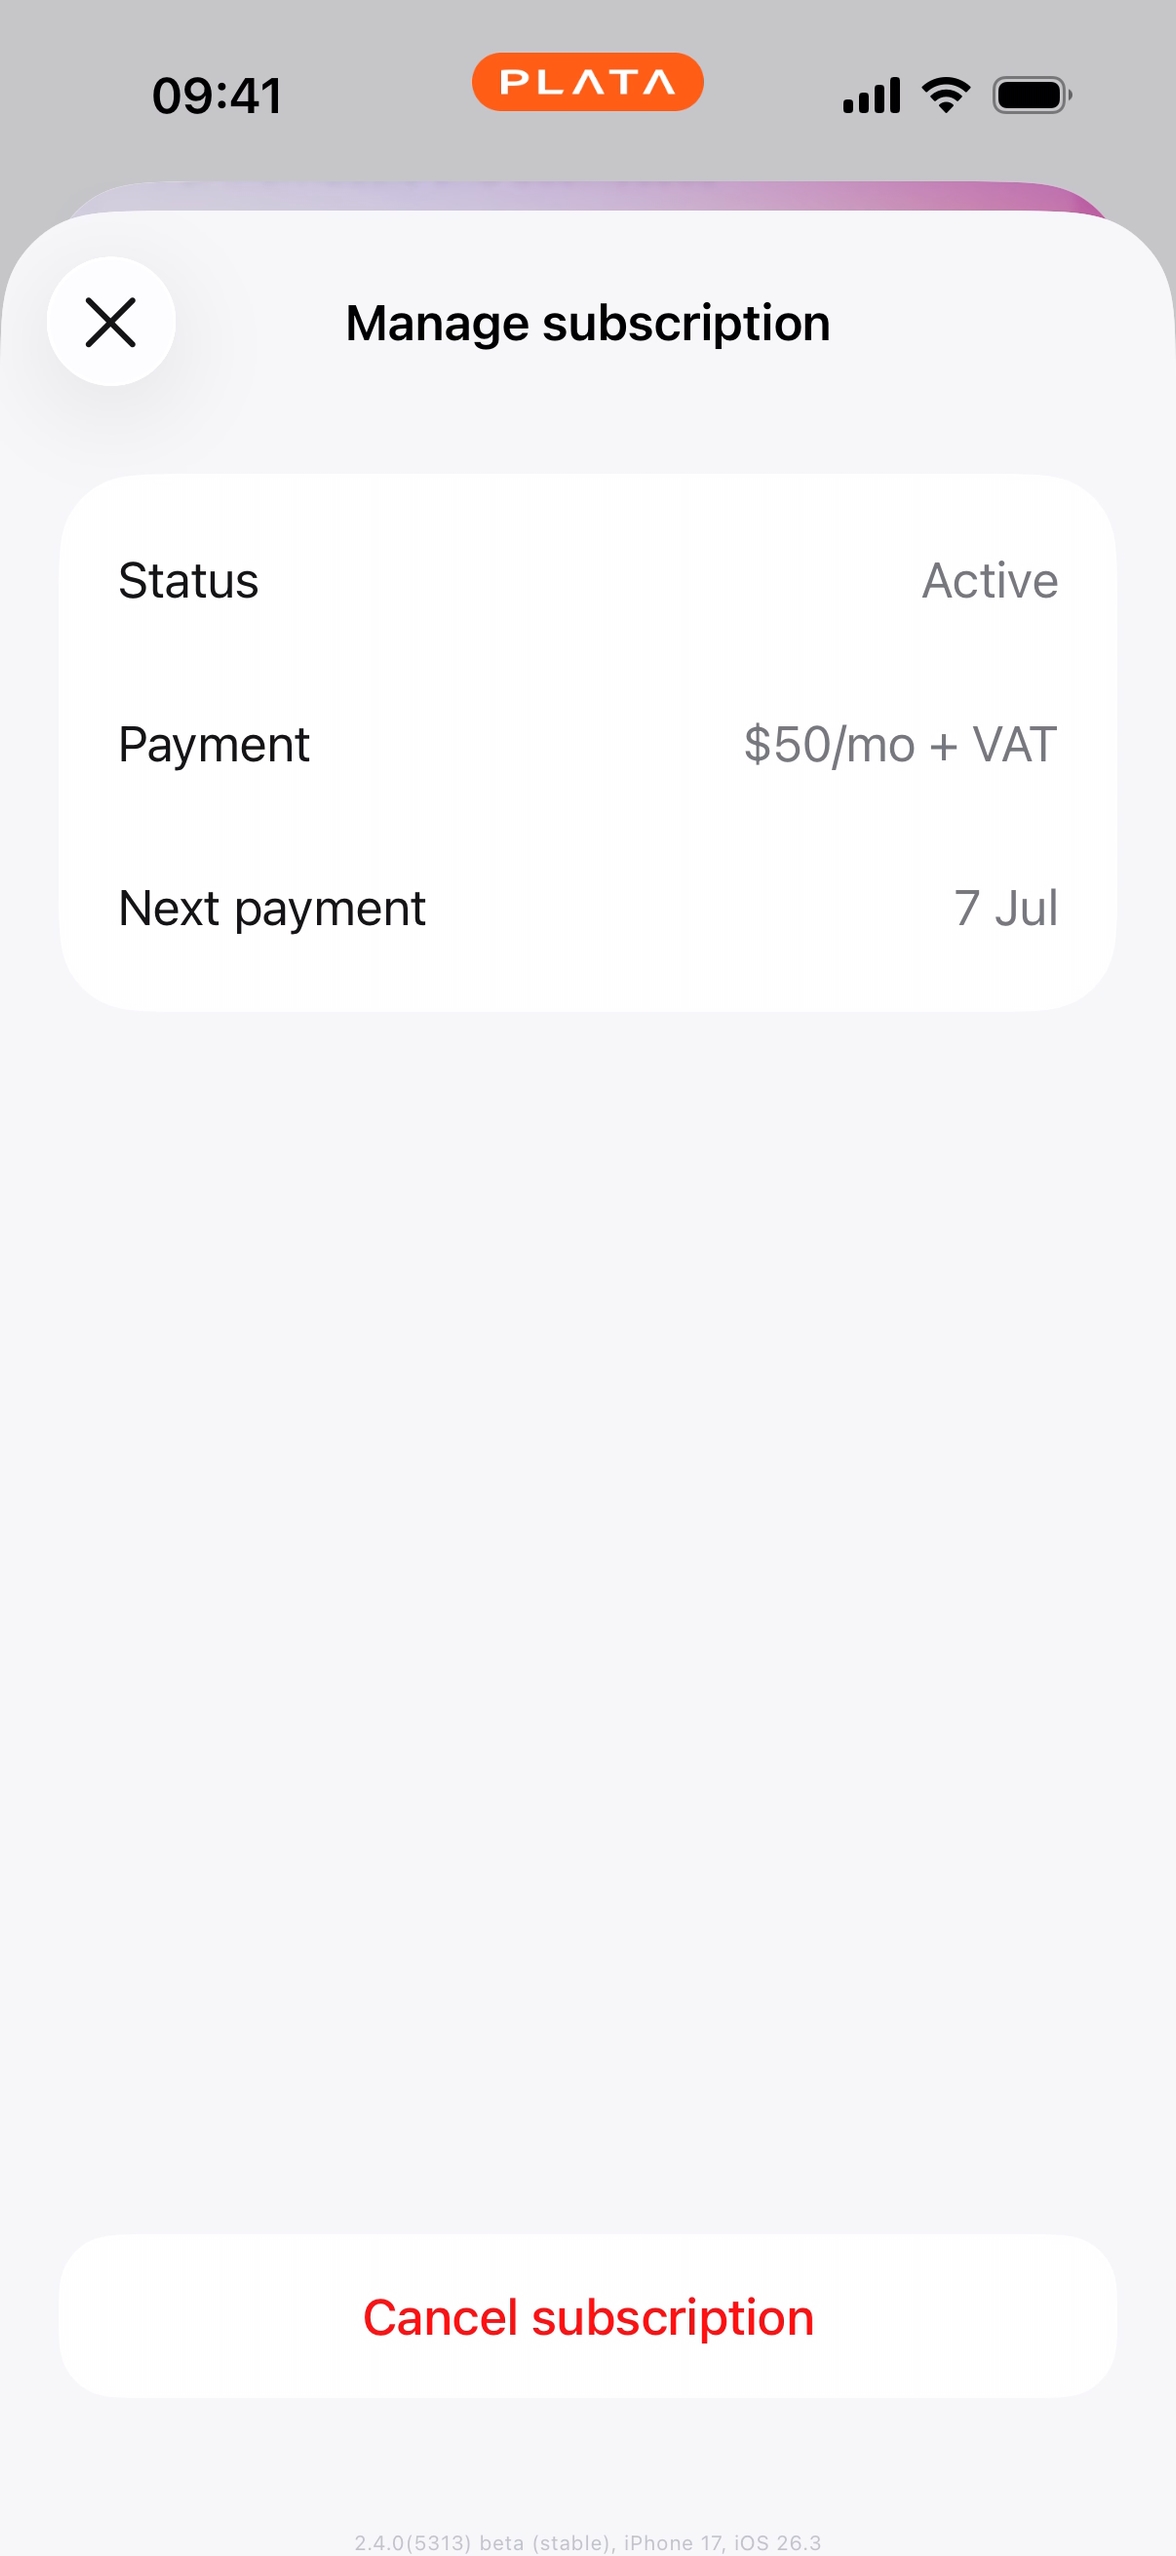 09:41
PLATA
Manage subscription
Status
Active
Payment
$50/mo + VAT
Next payment
7 Jul
Cancel subscription
2.4.0(5313) beta (stable), iPhone 17, iOS 26.3